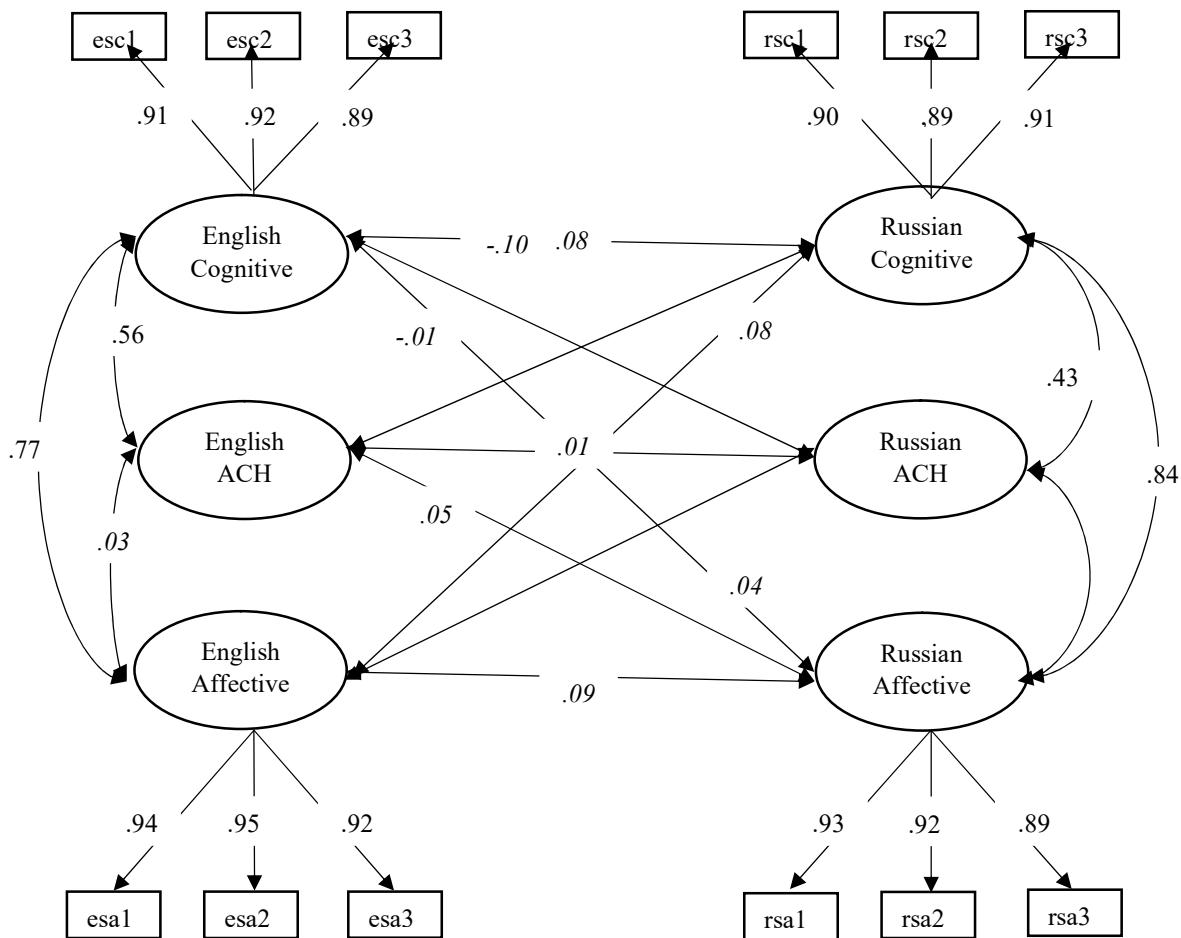 esc1 esc2 esc3 rsc1 rsc2 rsc3
.91 .92 .89 .90 .89 .91
English
Cognitive
Russian
Cognitive
-.10 .08
.56 -.01 .08
.43
English
ACH
Russian
ACH
.77 .01 .84
.03 .05
.04
English
Affective
Russian
Affective
.09
.94 .95 .92 .93 .92 .89
esa1 esa2 esa3 rsa1 rsa2 rsa3